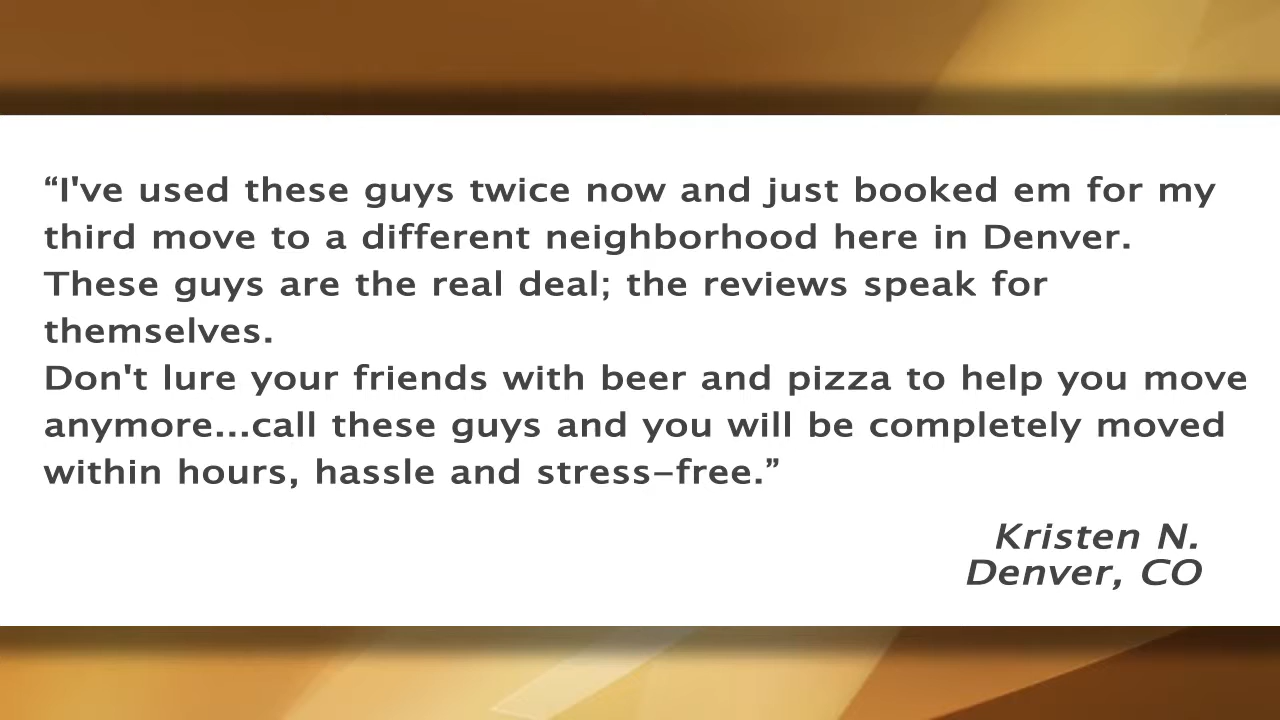 “I've used these guys twice now and just booked em for my
third move to a different neighborhood here in Denver.
These guys are the real deal; the reviews speak for
themselves.
Don't lure your friends with beer and pizza to help you move
anymore...call these guys and you will be completely moved
within hours, hassle and stress–free.”
Kristen N.
Denver, CO